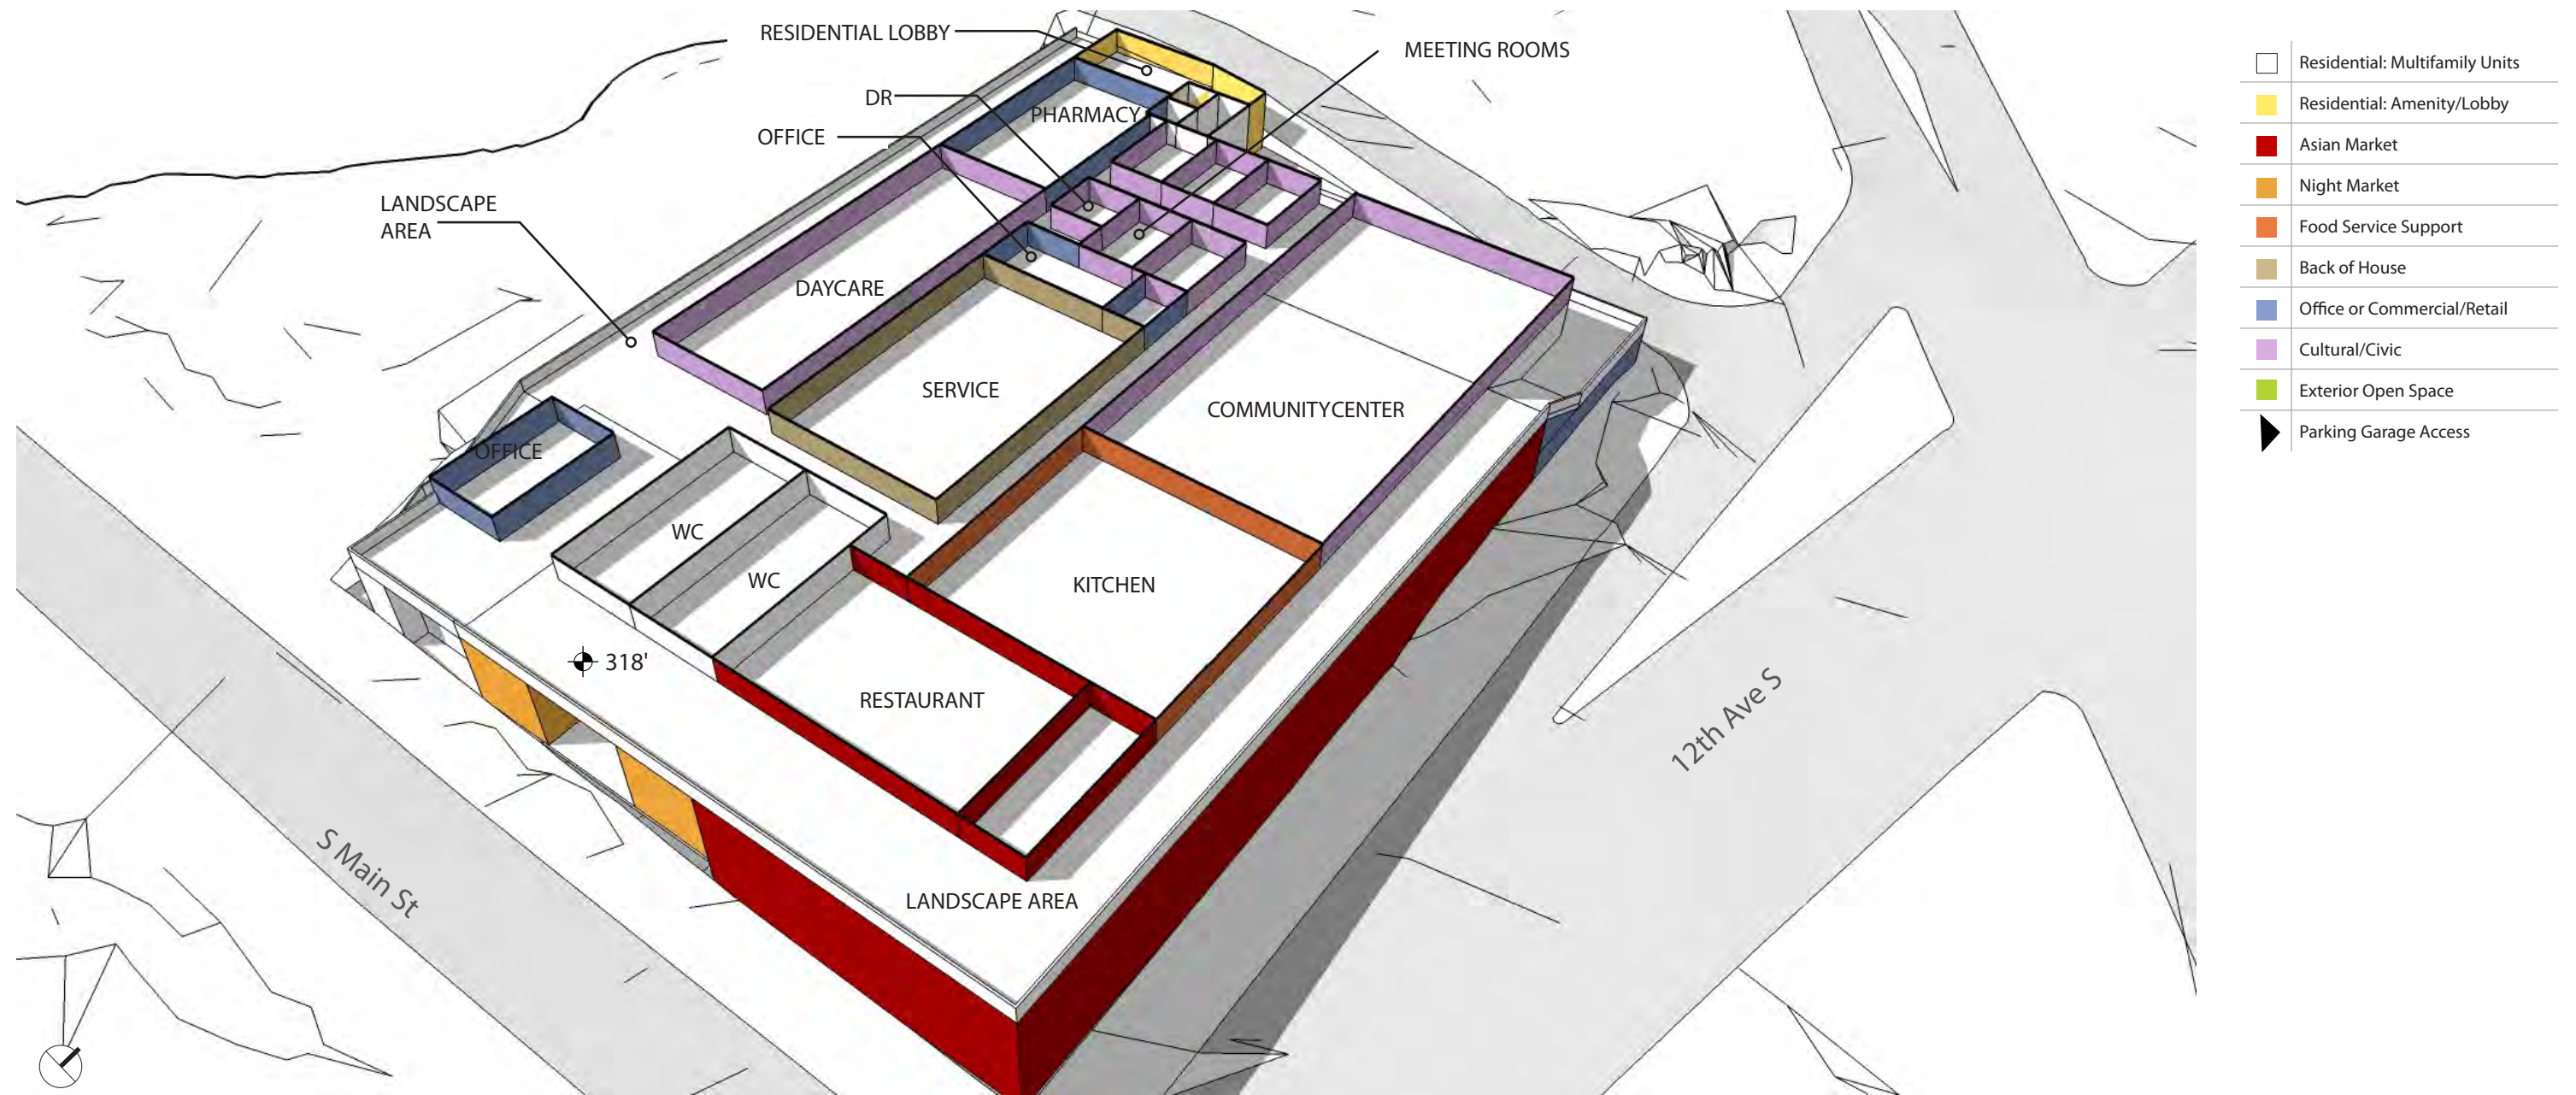 RESIDENTIAL LOBBY
MEETING ROOMS
DR
PHARMACY
OFFICE
LANDSCAPE
AREA
DAYCARE
SERVICE
COMMUNITYCENTER
OFFICE
WC
WC
KITCHEN
318'
RESTAURANT
12th Ave S
S Main St
LANDSCAPE AREA
Residential: Multifamily Units
Residential: Amenity/Lobby
Asian Market
Night Market
Food Service Support
Back of House
Office or Commercial/Retail
Cultural/Civic
Exterior Open Space
Parking Garage Access